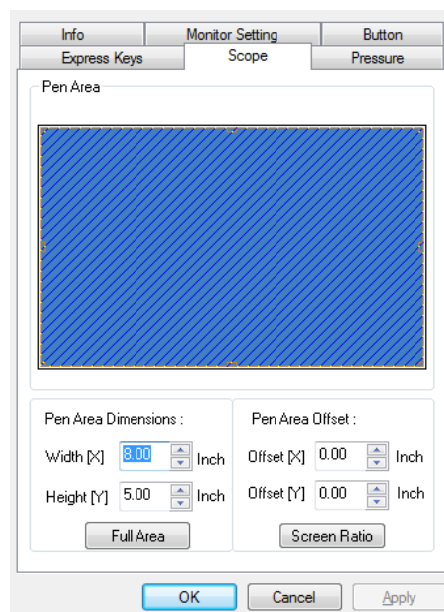 Info Monitor Setting Button
Express Keys Scope Pressure
Pen Area
Pen Area Dimensions :
Width [X] 8.00 Inch
Height [Y] 5.00 Inch
Full Area
Pen Area Offset :
Offset [X] 0.00 Inch
Offset [Y] 0.00 Inch
Screen Ratio
OK Cancel Apply